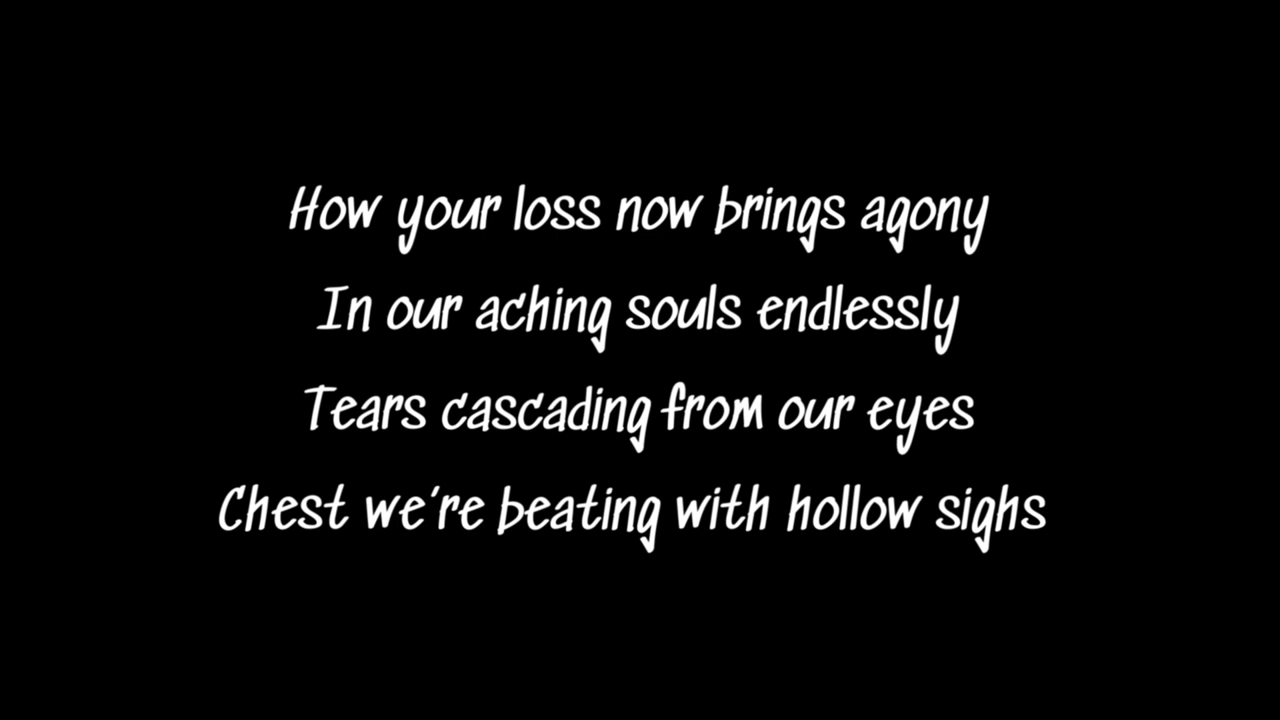 How your loss now brings agony
In our aching souls endlessly
Tears cascading from our eyes
Chest we're beating with hollow sighs